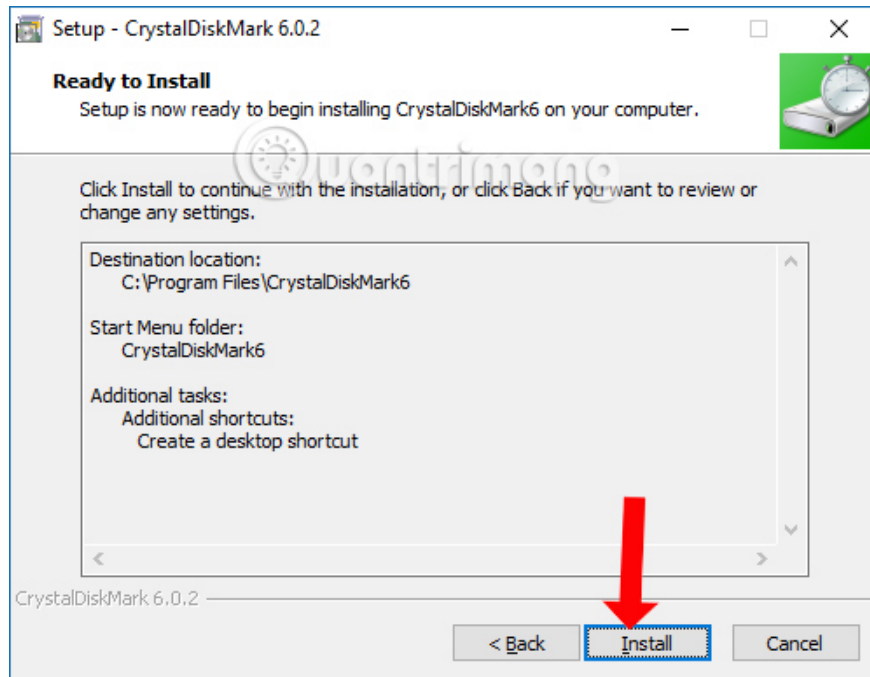 Setup - CrystalDiskMark 6.0.2
Ready to Install
Setup is now ready to begin installing CrystalDiskMark6 on your computer.
Quantrimang
Click Install to continue with the installation, or click Back if you want to review or
change any settings.
Destination location:
C:\Program Files\CrystalDiskMark6
Start Menu folder:
CrystalDiskMark6
Additional tasks:
Additional shortcuts:
Create a desktop shortcut
CrystalDiskMark 6.0.2
< Back
Install
Cancel